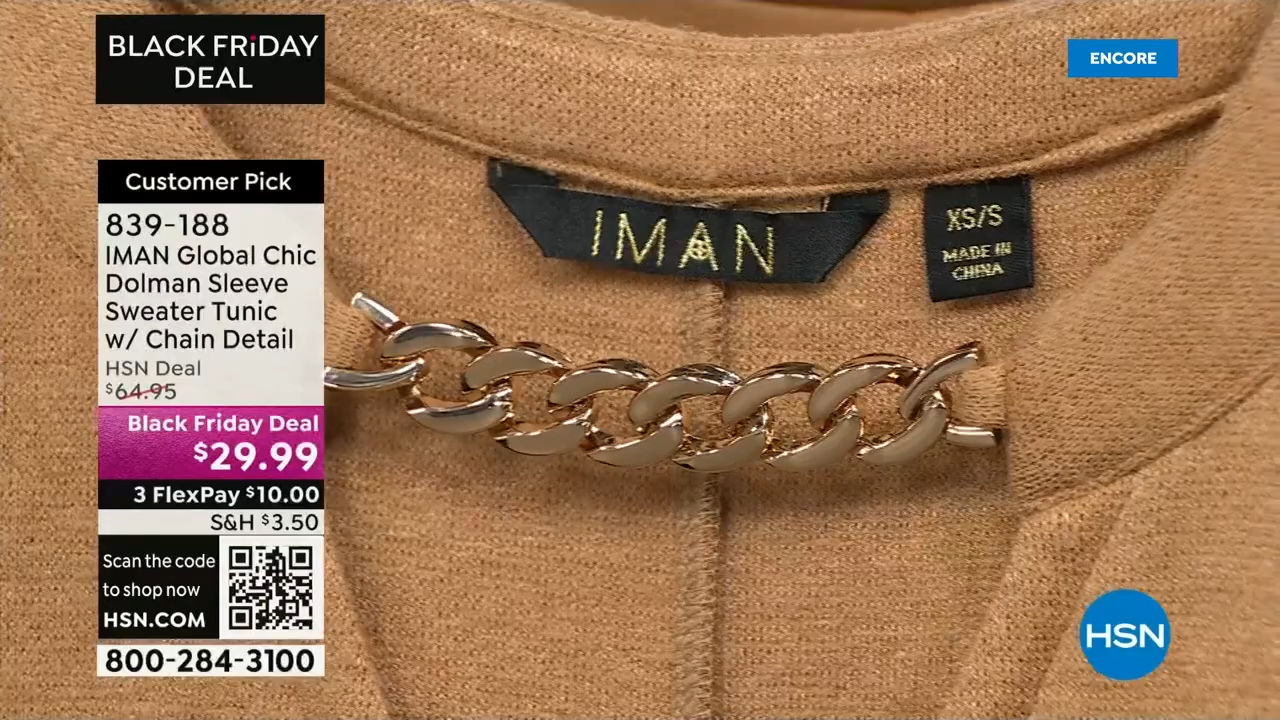 BLACK FRiDAY
DEAL
ENCORE
Customer Pick
839-188
IMAN Global Chic
Dolman Sleeve
Sweater Tunic
w/ Chain Detail
HSN Deal
$64.95
Black Friday Deal
$29.99
3 FlexPay $10.00
S&H $3.50
Scan the code
to shop now
HSN.COM
800-284-3100
IMAN
XS/S
MADE IN
CHINA
HSN